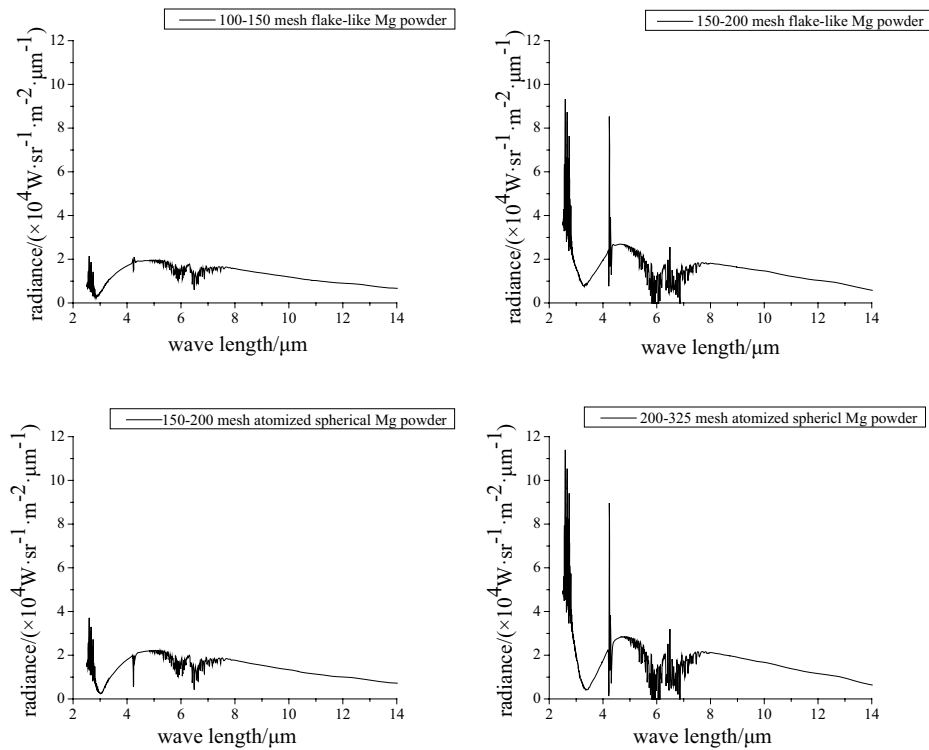 100-150 mesh flake-like Mg powder
12
10
8
6
4
2
0
radiance/(×10⁴W·sr⁻¹·m⁻²·μm⁻¹)
2 4 6 8 10 12 14
wave length/μm
150-200 mesh flake-like Mg powder
12
10
8
6
4
2
0
radiance/(×10⁴W·sr⁻¹·m⁻²·μm⁻¹)
2 4 6 8 10 12 14
wave length/μm
150-200 mesh atomized spherical Mg powder
12
10
8
6
4
2
0
radiance/(×10⁴W·sr⁻¹·m⁻²·μm⁻¹)
2 4 6 8 10 12 14
wave length/μm
200-325 mesh atomized sphericl Mg powder
12
10
8
6
4
2
0
radiance/(×10⁴W·sr⁻¹·m⁻²·μm⁻¹)
2 4 6 8 10 12 14
wave length/μm